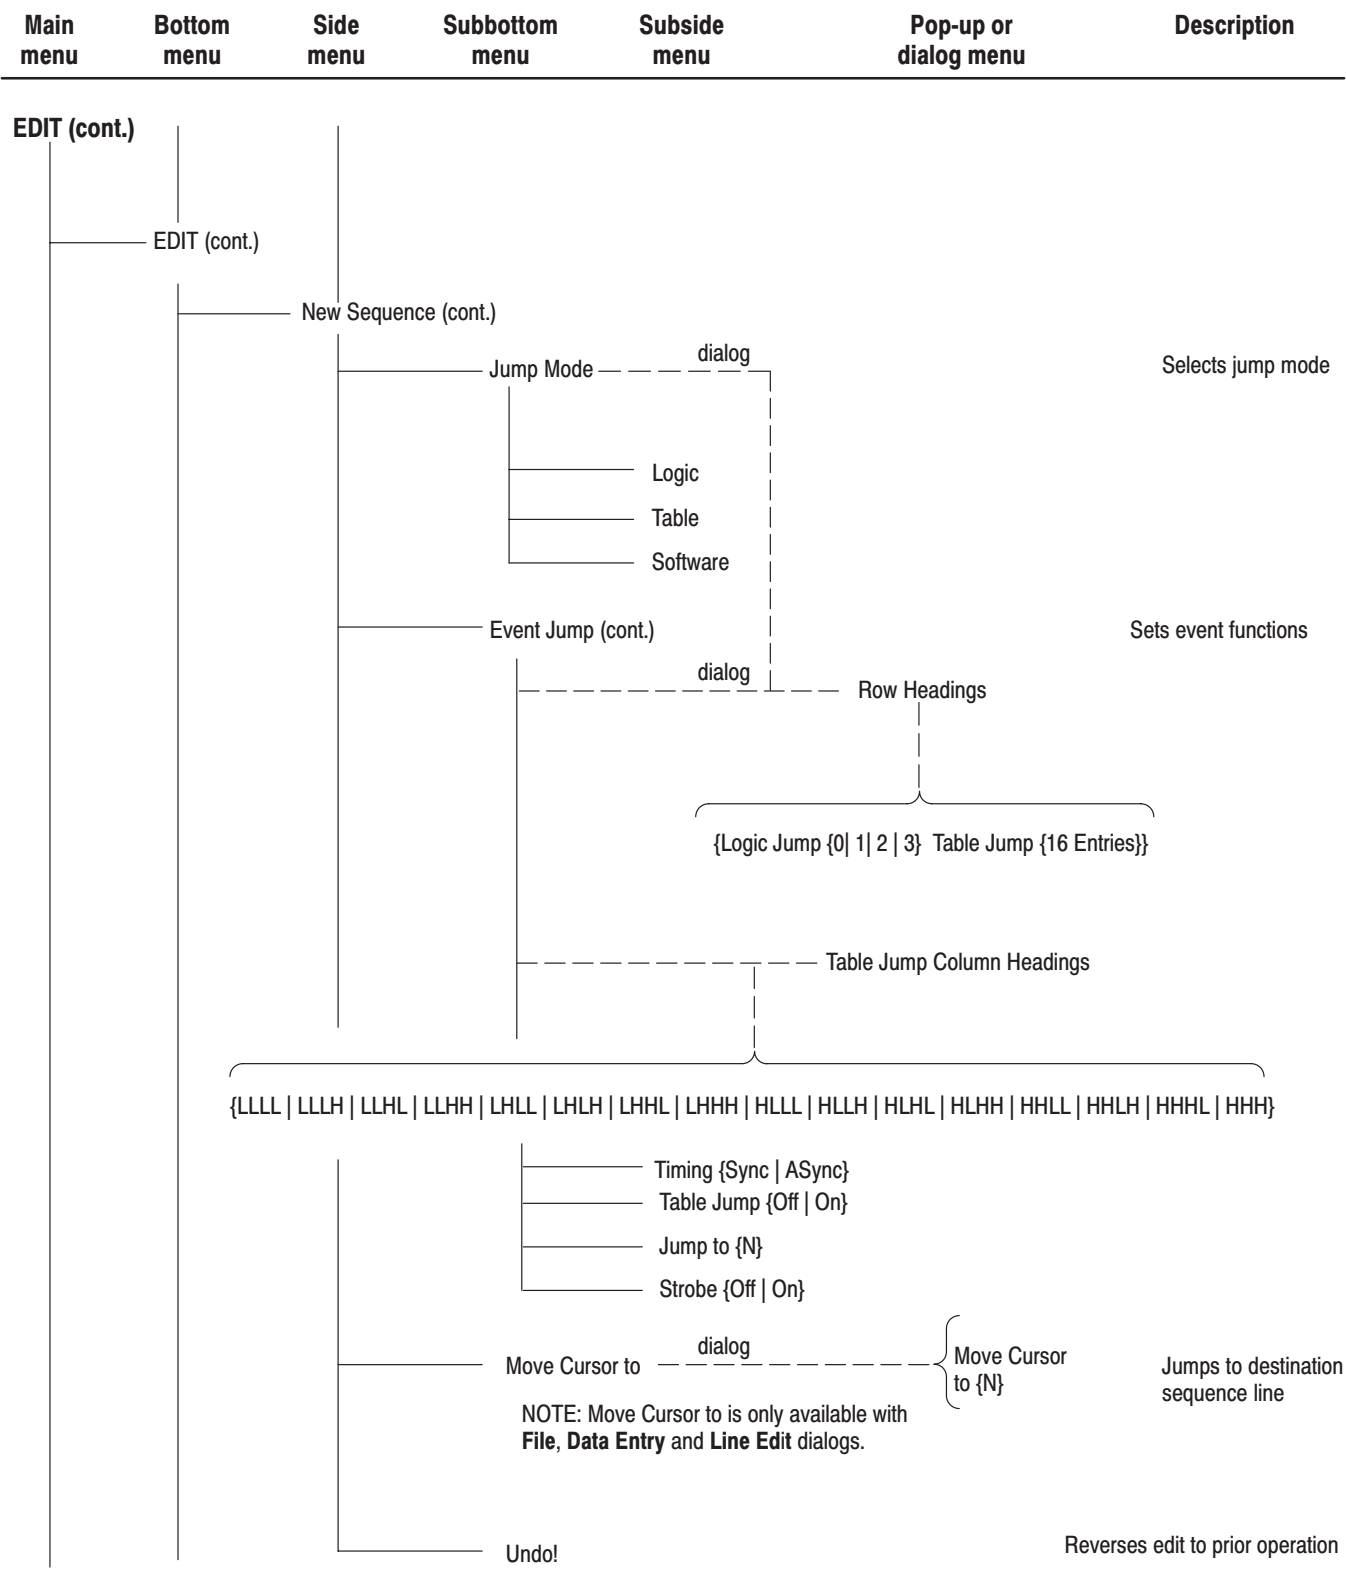 Main menu
Bottom menu
Side menu
Subbottom menu
Subside menu
Pop-up or dialog menu
Description
EDIT (cont.)
EDIT (cont.)
New Sequence (cont.)
dialog
Jump Mode
Selects jump mode
Logic
Table
Software
Event Jump (cont.)
Sets event functions
dialog
Row Headings
{Logic Jump {0| 1| 2 | 3} Table Jump {16 Entries}}
Table Jump Column Headings
{LLLL | LLLH | LLHL | LLHH | LHLL | LHLH | LHHL | LHHH | HLLL | HLLH | HLHL | HLHH | HHLL | HHLH | HHHL | HHH}
Timing {Sync | ASync}
Table Jump {Off | On}
Jump to {N}
Strobe {Off | On}
Move Cursor to
dialog
Move Cursor
to {N}
Jumps to destination
sequence line
NOTE: Move Cursor to is only available with
File, Data Entry and Line Edit dialogs.
Undo!
Reverses edit to prior operation